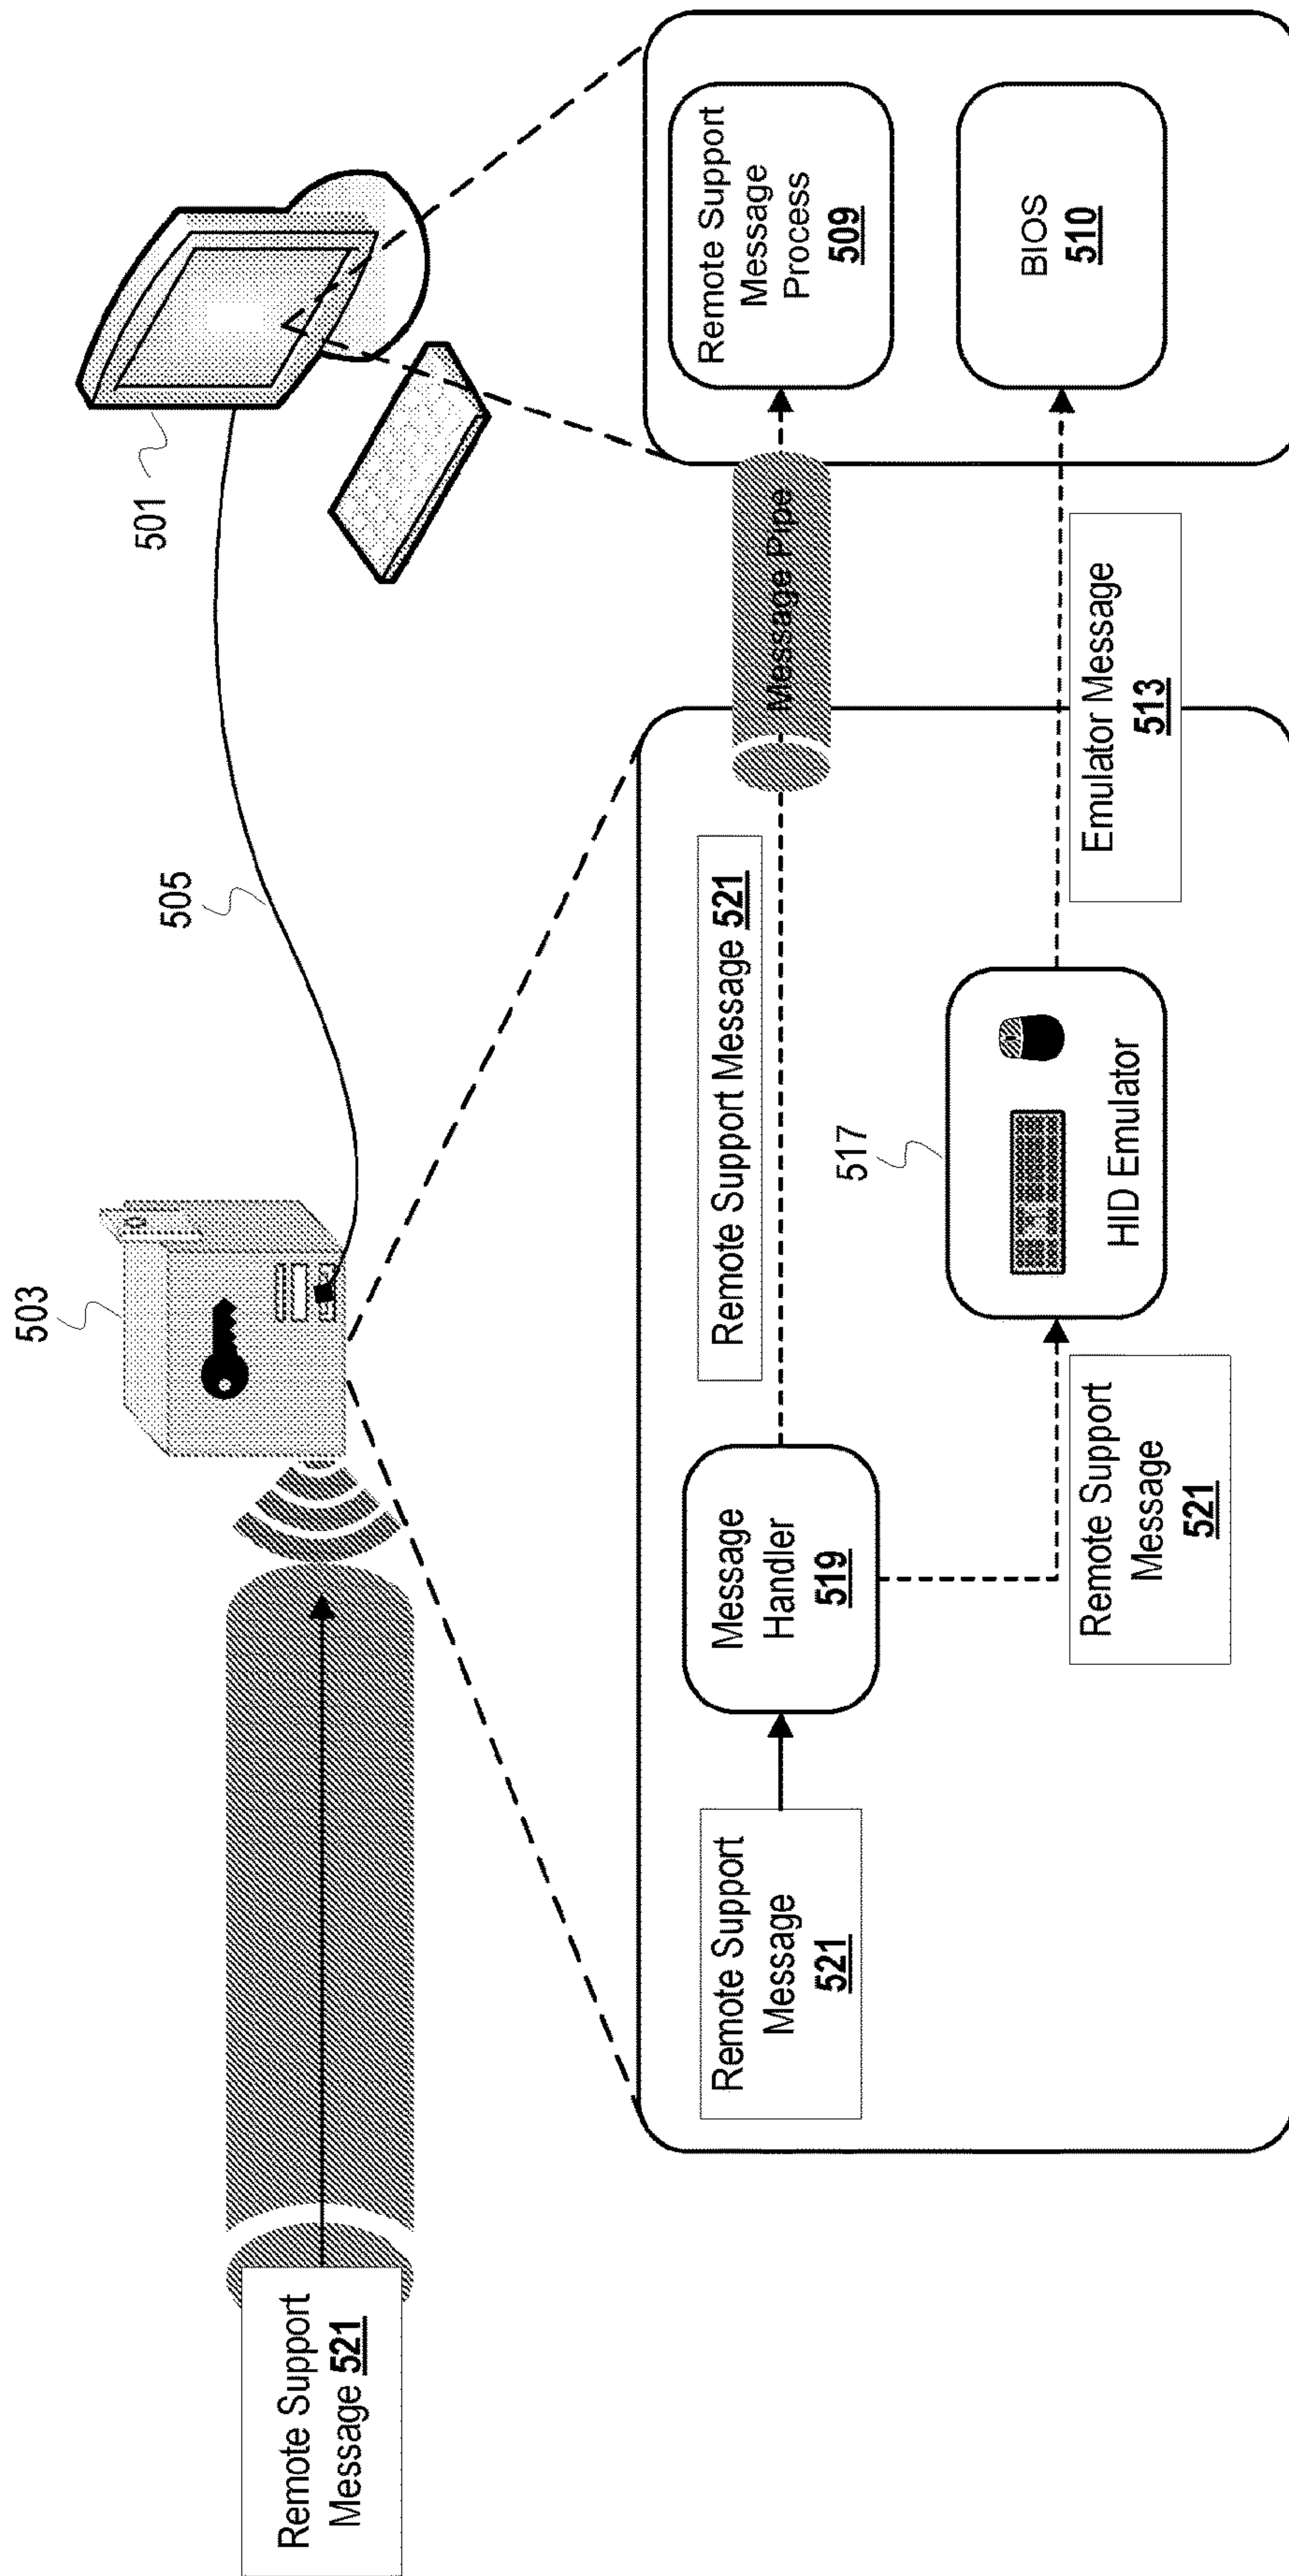 503
505
501
Remote Support
Message 521
Remote Support
Message
521
Message
Handler
519
Remote Support Message 521
Message Pipe
Remote Support
Message
Process
509
Remote Support
Message
521
517
HID Emulator
Emulator Message
513
BIOS
510